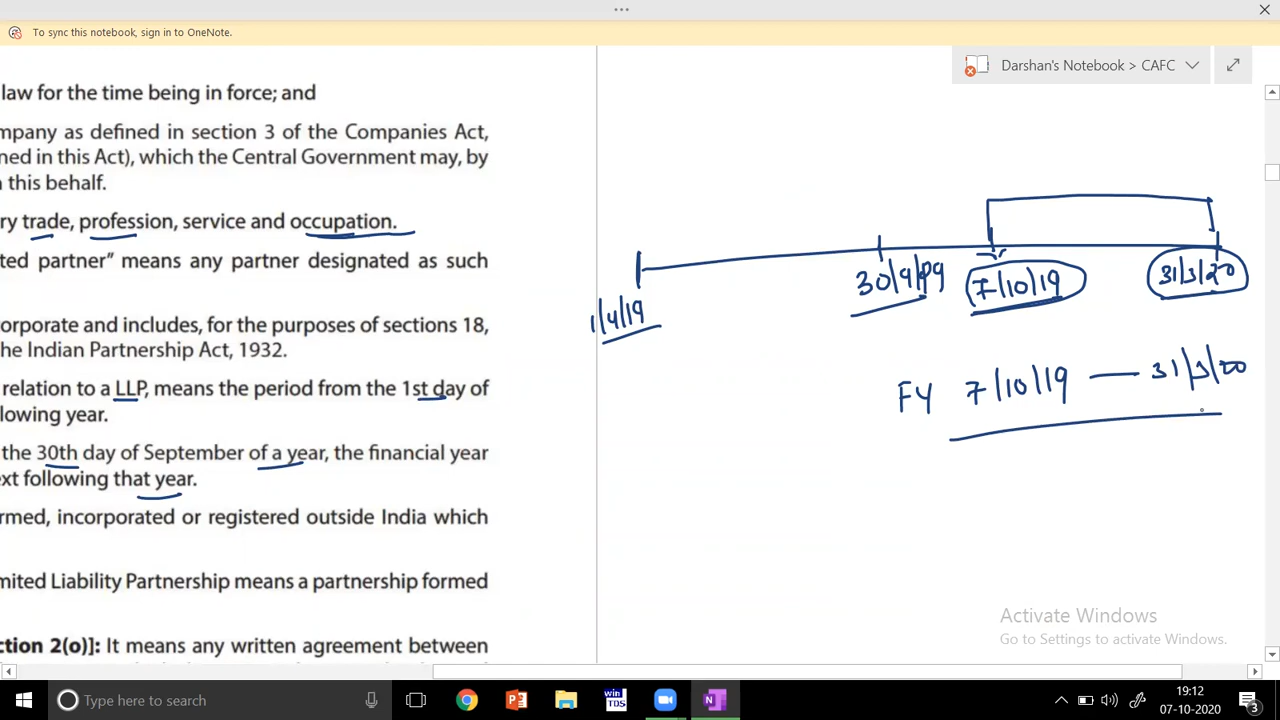 To sync this notebook, sign in to OneNote.
Darshan's Notebook > CAFC
law for the time being in force; and
ompany as defined in section 3 of the Companies Act,
ned in this Act), which the Central Government may, by
this behalf.
ry trade, profession, service and occupation.
ted partner" means any partner designated as such
orporate and includes, for the purposes of sections 18,
he Indian Partnership Act, 1932.
relation to a LLP, means the period from the 1st day of
lowing year.
the 30th day of September of a year, the financial year
ext following that year.
rmed, incorporated or registered outside India which
mited Liability Partnership means a partnership formed
ction 2(o)]: It means any written agreement between
1/4/19
30/9/19
7/10/19
31/3/20
FY 7/10/19 — 31/3/20
Activate Windows
Go to Settings to activate Windows.
Type here to search
win TDS
19:12
07-10-2020
3